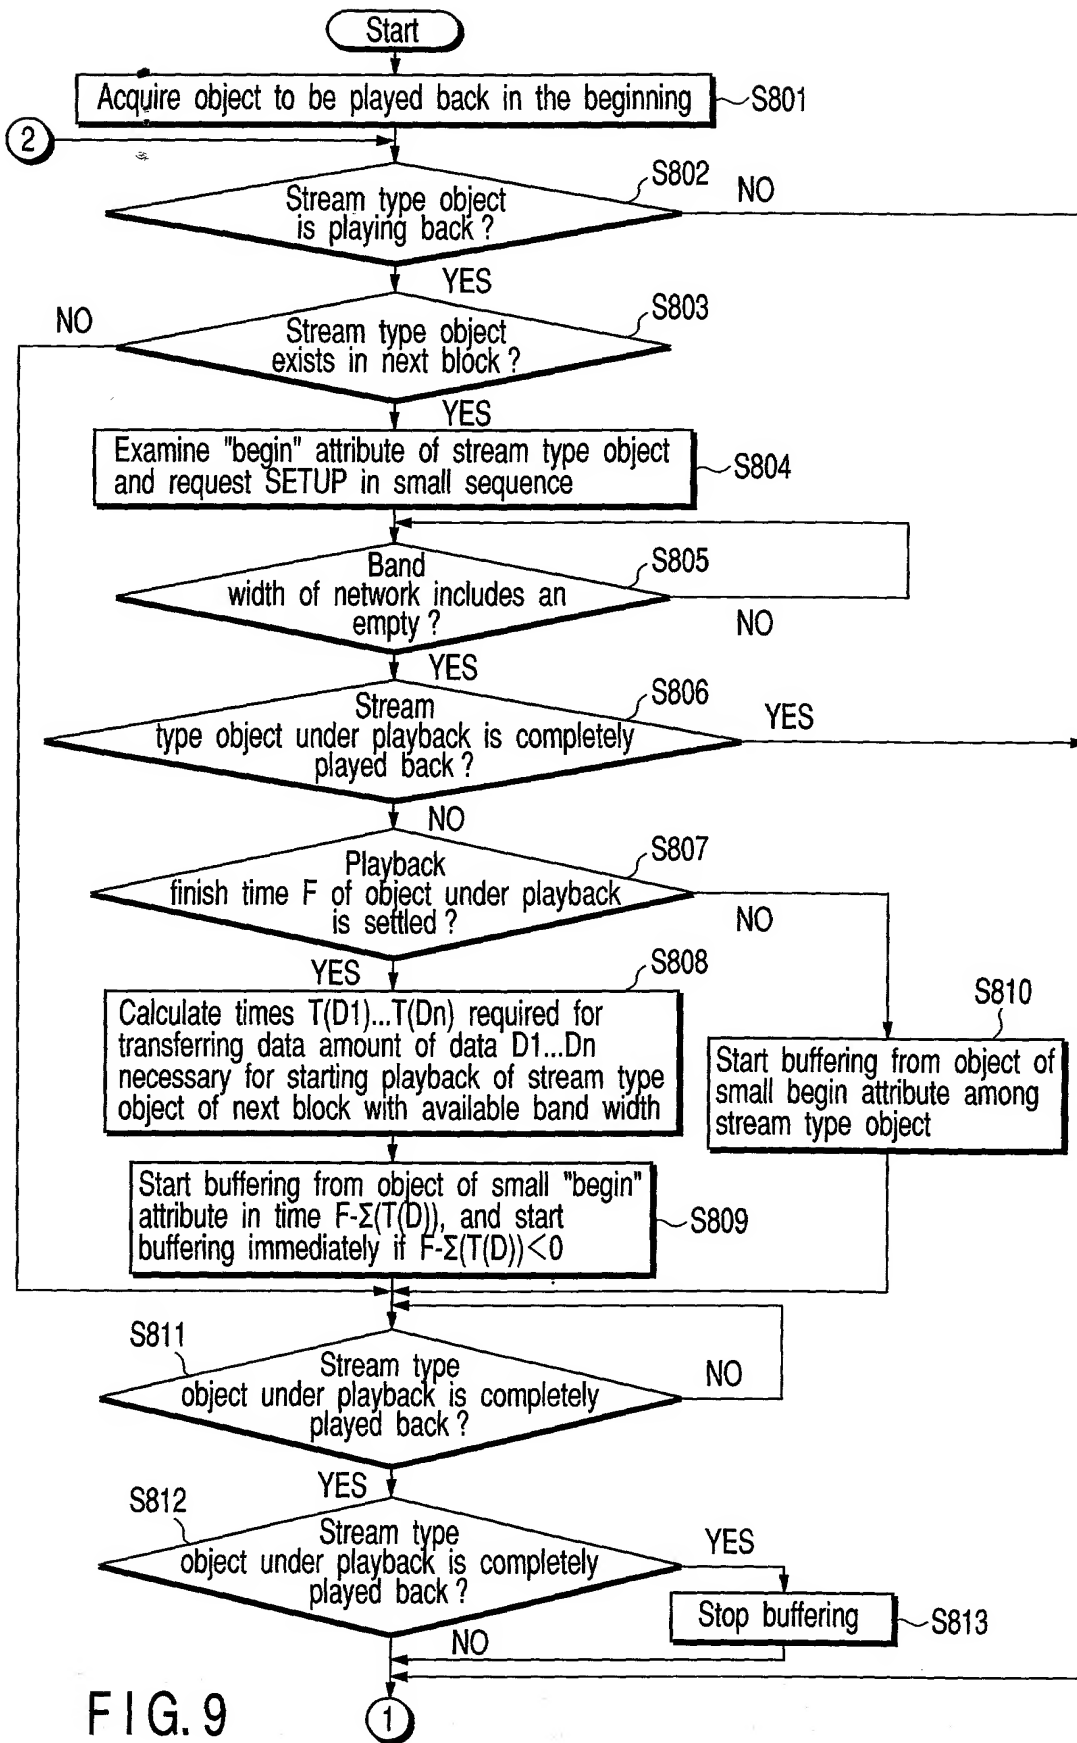 Start
Acquire object to be played back in the beginning
S801
2
S802
NO
Stream type object
is playing back ?
YES
S803
NO
Stream type object
exists in next block ?
YES
Examine "begin" attribute of stream type object
and request SETUP in small sequence
S804
S805
Band
width of network includes an
empty ?
NO
YES
S806
Stream
type object under playback is completely
played back ?
YES
NO
S807
Playback
finish time F of object under playback
is settled ?
NO
YES
S808
Calculate times T(D1)...T(Dn) required for
transferring data amount of data D1...Dn
necessary for starting playback of stream type
object of next block with available band width
S810
Start buffering from object of
small begin attribute among
stream type object
Start buffering from object of small "begin"
attribute in time F-Σ(T(D)), and start
buffering immediately if F-Σ(T(D))<0
S809
S811
Stream type
object under playback is completely
played back ?
NO
YES
S812
Stream type
object under playback is completely
played back ?
YES
Stop buffering
S813
NO
1
FIG. 9